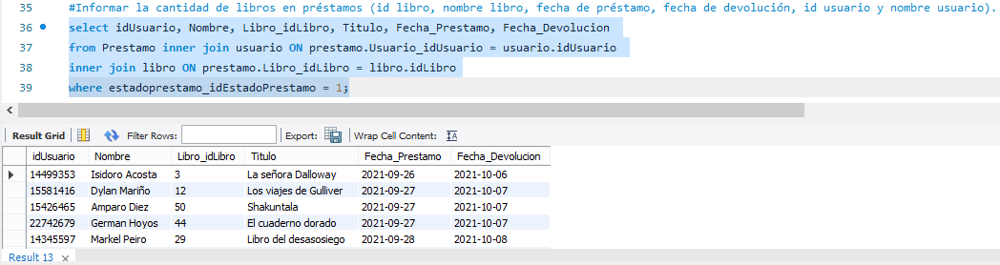 35 #Informar la cantidad de libros en préstamos (id libro, nombre libro, fecha de préstamo, fecha de devolución, id usuario y nombre usuario).
36 select idUsuario, Nombre, Libro_idLibro, Titulo, Fecha_Prestamo, Fecha_Devolucion
37 from Prestamo inner join usuario ON prestamo.Usuario_idUsuario = usuario.idUsuario
38 inner join libro ON prestamo.Libro_idLibro = libro.idLibro
39 where estadoprestamo_idEstadoPrestamo = 1;
Result Grid Filter Rows: Export: Wrap Cell Content:
idUsuario Nombre Libro_idLibro Titulo Fecha_Prestamo Fecha_Devolucion
14499353 Isidoro Acosta 3 La señora Dalloway 2021-09-26 2021-10-06
15581416 Dylan Mariño 12 Los viajes de Gulliver 2021-09-27 2021-10-07
15426465 Amparo Diez 50 Shakuntala 2021-09-27 2021-10-07
22742679 German Hoyos 44 El cuaderno dorado 2021-09-27 2021-10-07
14345597 Markel Peiro 29 Libro del desasosiego 2021-09-28 2021-10-08
Result 13 ×